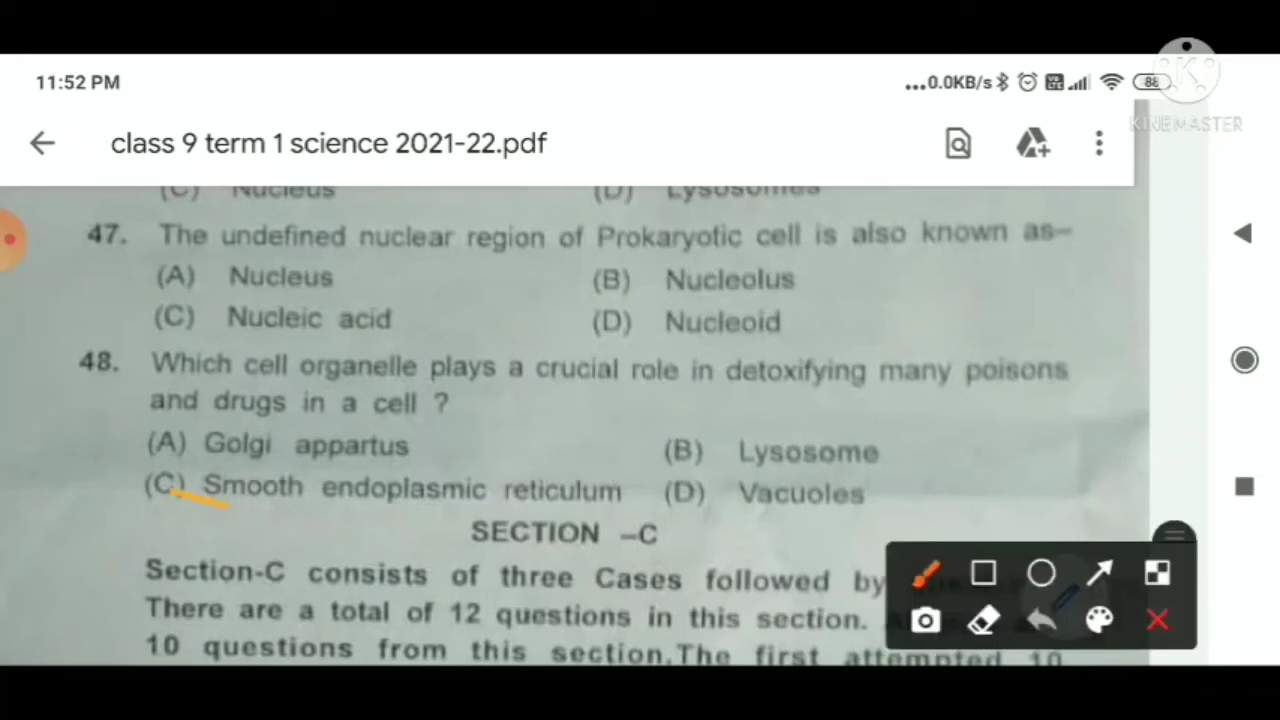 11:52 PM
...0.0KB/s
88
KINEMASTER
class 9 term 1 science 2021-22.pdf
(C) Nucleus (D) Lysosomes
47. The undefined nuclear region of Prokaryotic cell is also known as–
(A) Nucleus (B) Nucleolus
(C) Nucleic acid (D) Nucleoid
48. Which cell organelle plays a crucial role in detoxifying many poisons
and drugs in a cell ?
(A) Golgi appartus (B) Lysosome
(C) Smooth endoplasmic reticulum (D) Vacuoles
SECTION –C
Section-C consists of three Cases followed by
There are a total of 12 questions in this section.
10 questions from this section.The first attempted 10